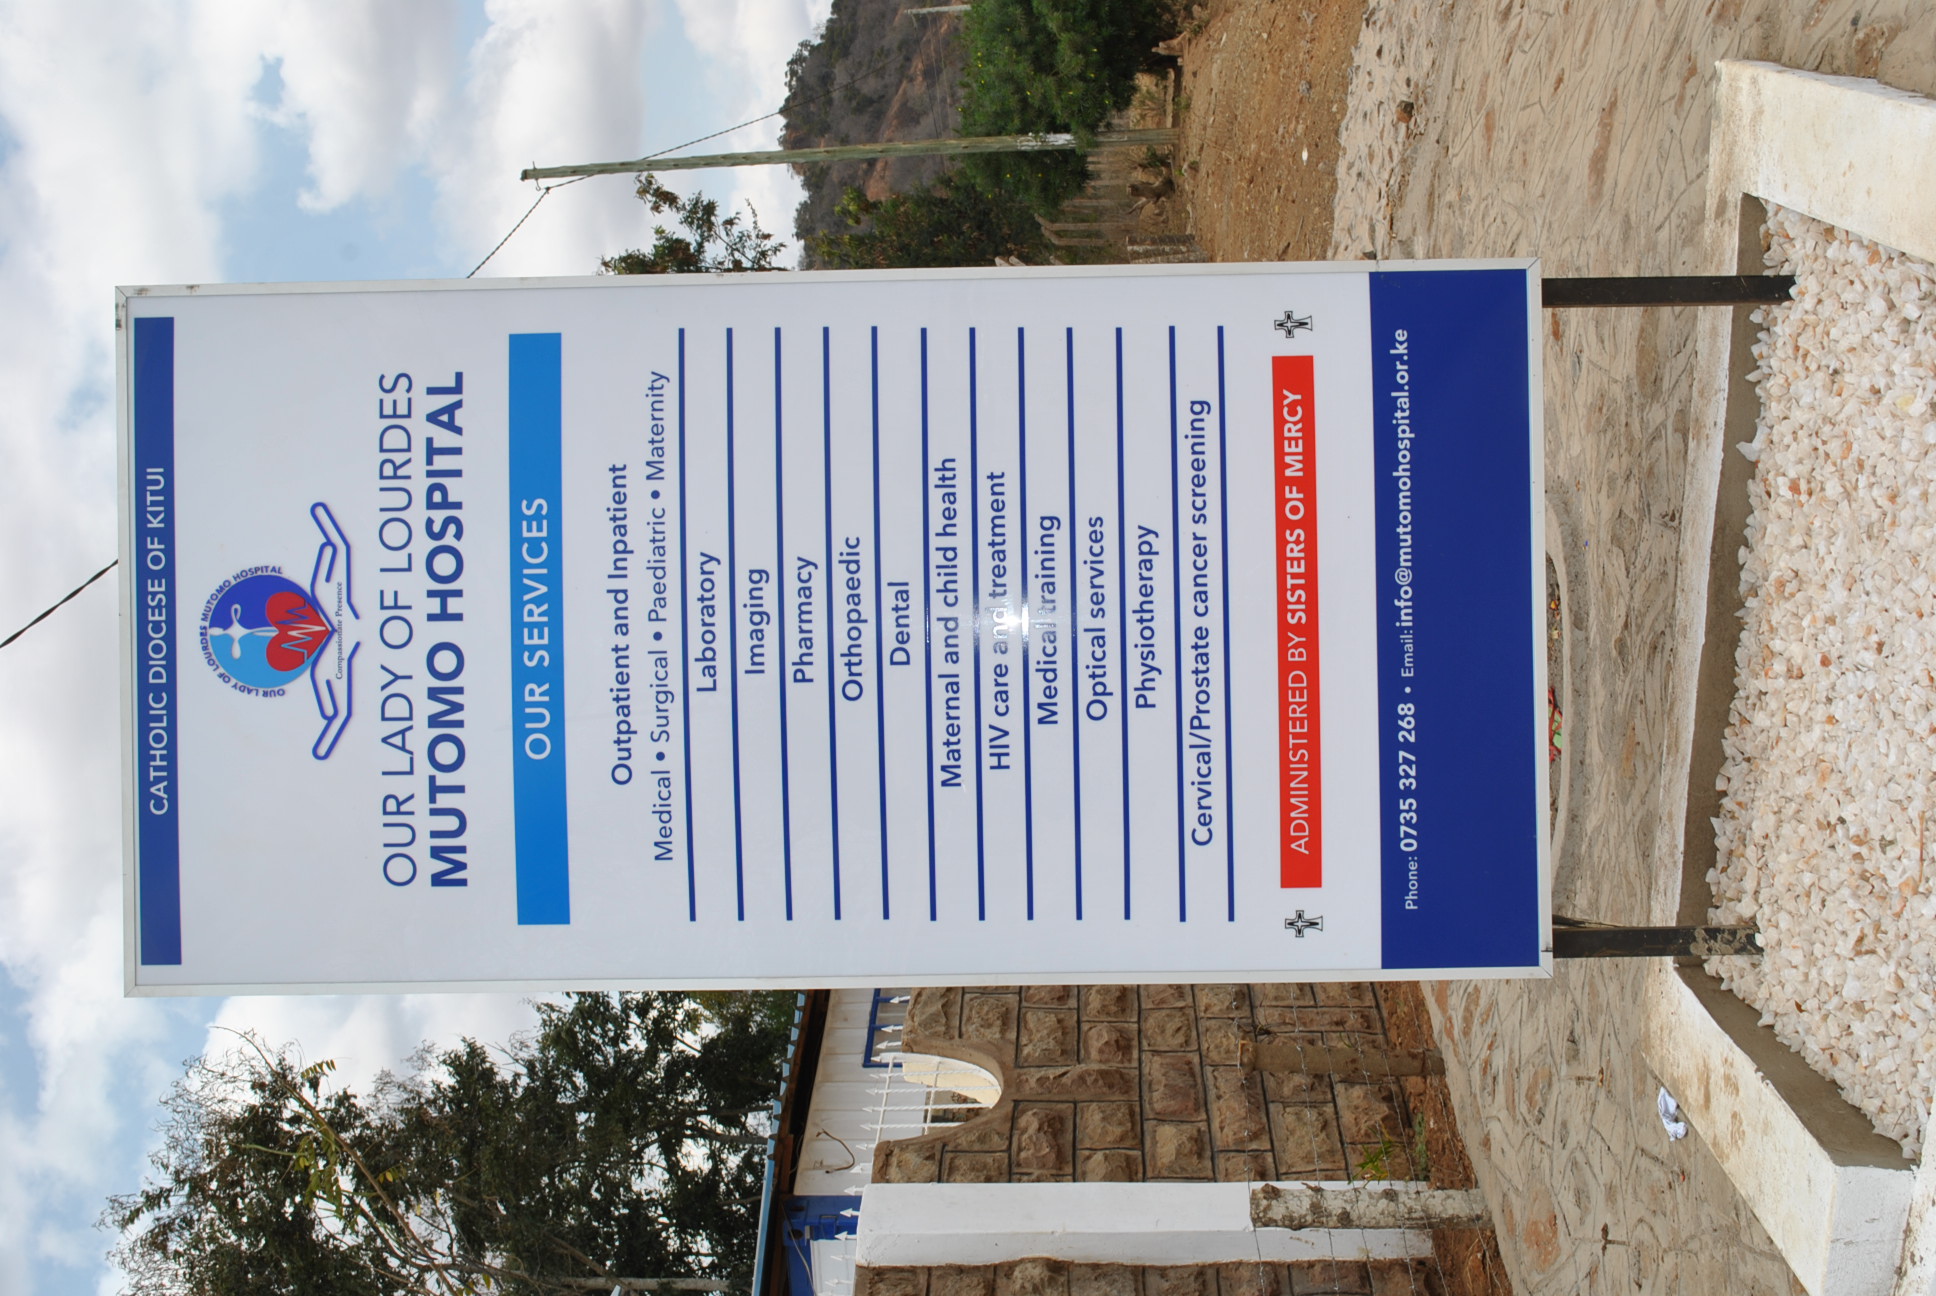 CATHOLIC DIOCESE OF KITUI
OUR LADY OF LOURDES MUTOMO HOSPITAL
Compassionate Presence
OUR LADY OF LOURDES
MUTOMO HOSPITAL
OUR SERVICES
Outpatient and Inpatient
Medical • Surgical • Paediatric • Maternity
Laboratory
Imaging
Pharmacy
Orthopaedic
Dental
Maternal and child health
HIV care and treatment
Medical training
Optical services
Physiotherapy
Cervical/Prostate cancer screening
ADMINISTERED BY SISTERS OF MERCY
Phone: 0735 327 268 • Email: info@mutomohospital.or.ke